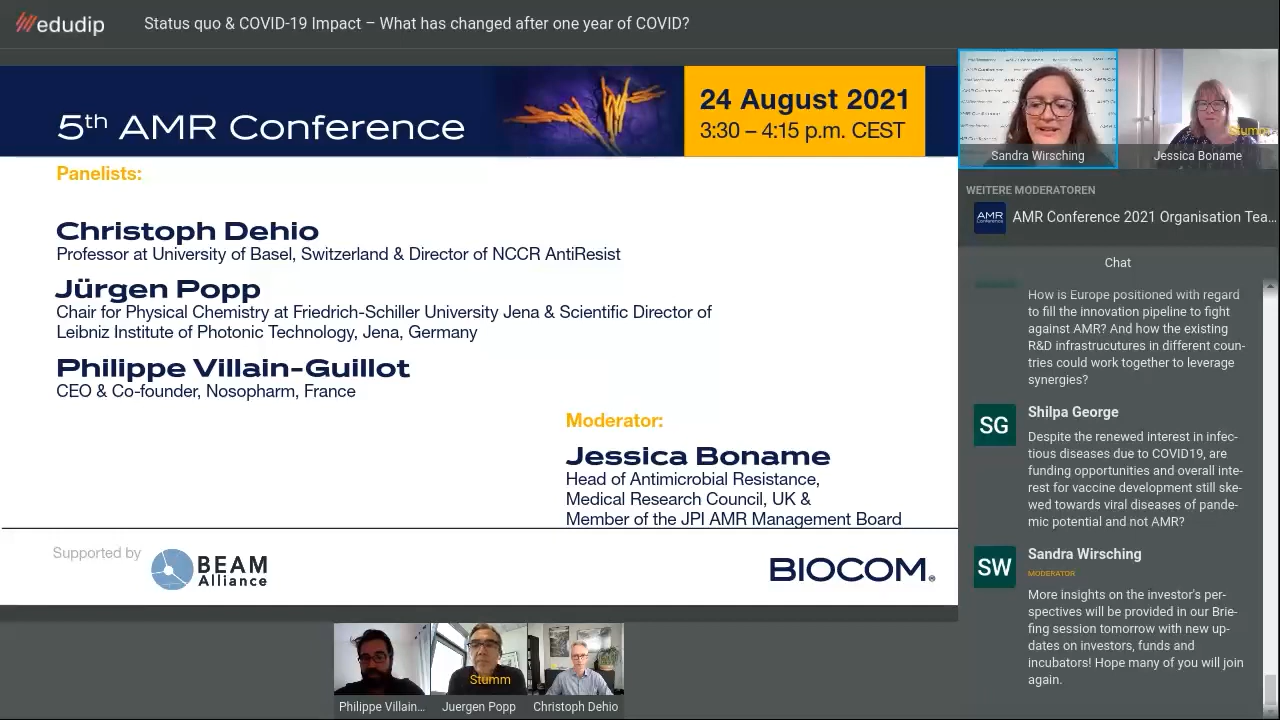 edudip
Status quo & COVID-19 Impact – What has changed after one year of COVID?
5th AMR Conference
24 August 2021
3:30 – 4:15 p.m. CEST
Panelists:
Christoph Dehio
Professor at University of Basel, Switzerland & Director of NCCR AntiResist
Jürgen Popp
Chair for Physical Chemistry at Friedrich-Schiller University Jena & Scientific Director of
Leibniz Institute of Photonic Technology, Jena, Germany
Philippe Villain-Guillot
CEO & Co-founder, Nosopharm, France
Moderator:
Jessica Boname
Head of Antimicrobial Resistance,
Medical Research Council, UK &
Member of the JPI AMR Management Board
Supported by
BEAM
Alliance
BIOCOM®
Stumm
Sandra Wirsching
Jessica Boname
WEITERE MODERATOREN
AMR
Conference
AMR Conference 2021 Organisation Tea...
Chat
How is Europe positioned with regard
to fill the innovation pipeline to fight
against AMR? And how the existing
R&D infrastrucutures in different coun-
tries could work together to leverage
synergies?
SG
Shilpa George
Despite the renewed interest in infec-
tious diseases due to COVID19, are
funding opportunities and overall inte-
rest for vaccine development still ske-
wed towards viral diseases of pande-
mic potential and not AMR?
SW
Sandra Wirsching
MODERATOR
More insights on the investor's per-
spectives will be provided in our Brie-
fing session tomorrow with new up-
dates on investors, funds and
incubators! Hope many of you will join
again.
Stumm
Philippe Villain...
Juergen Popp
Christoph Dehio